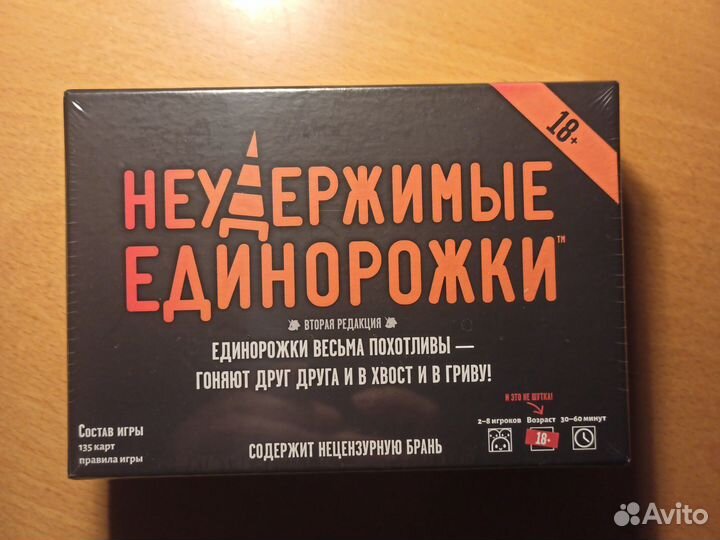 18+
НЕУДЕРЖИМЫЕ
ЕДИНОРОЖКИ™
ВТОРАЯ РЕДАКЦИЯ
ЕДИНОРОЖКИ ВЕСЬМА ПОХОТЛИВЫ —
ГОНЯЮТ ДРУГ ДРУГА И В ХВОСТ И В ГРИВУ!
И ЭТО НЕ ШУТКА!
Состав игры
135 карт
правила игры
2–8 игроков Возраст 30–60 минут
18+
СОДЕРЖИТ НЕЦЕНЗУРНУЮ БРАНЬ
Avito